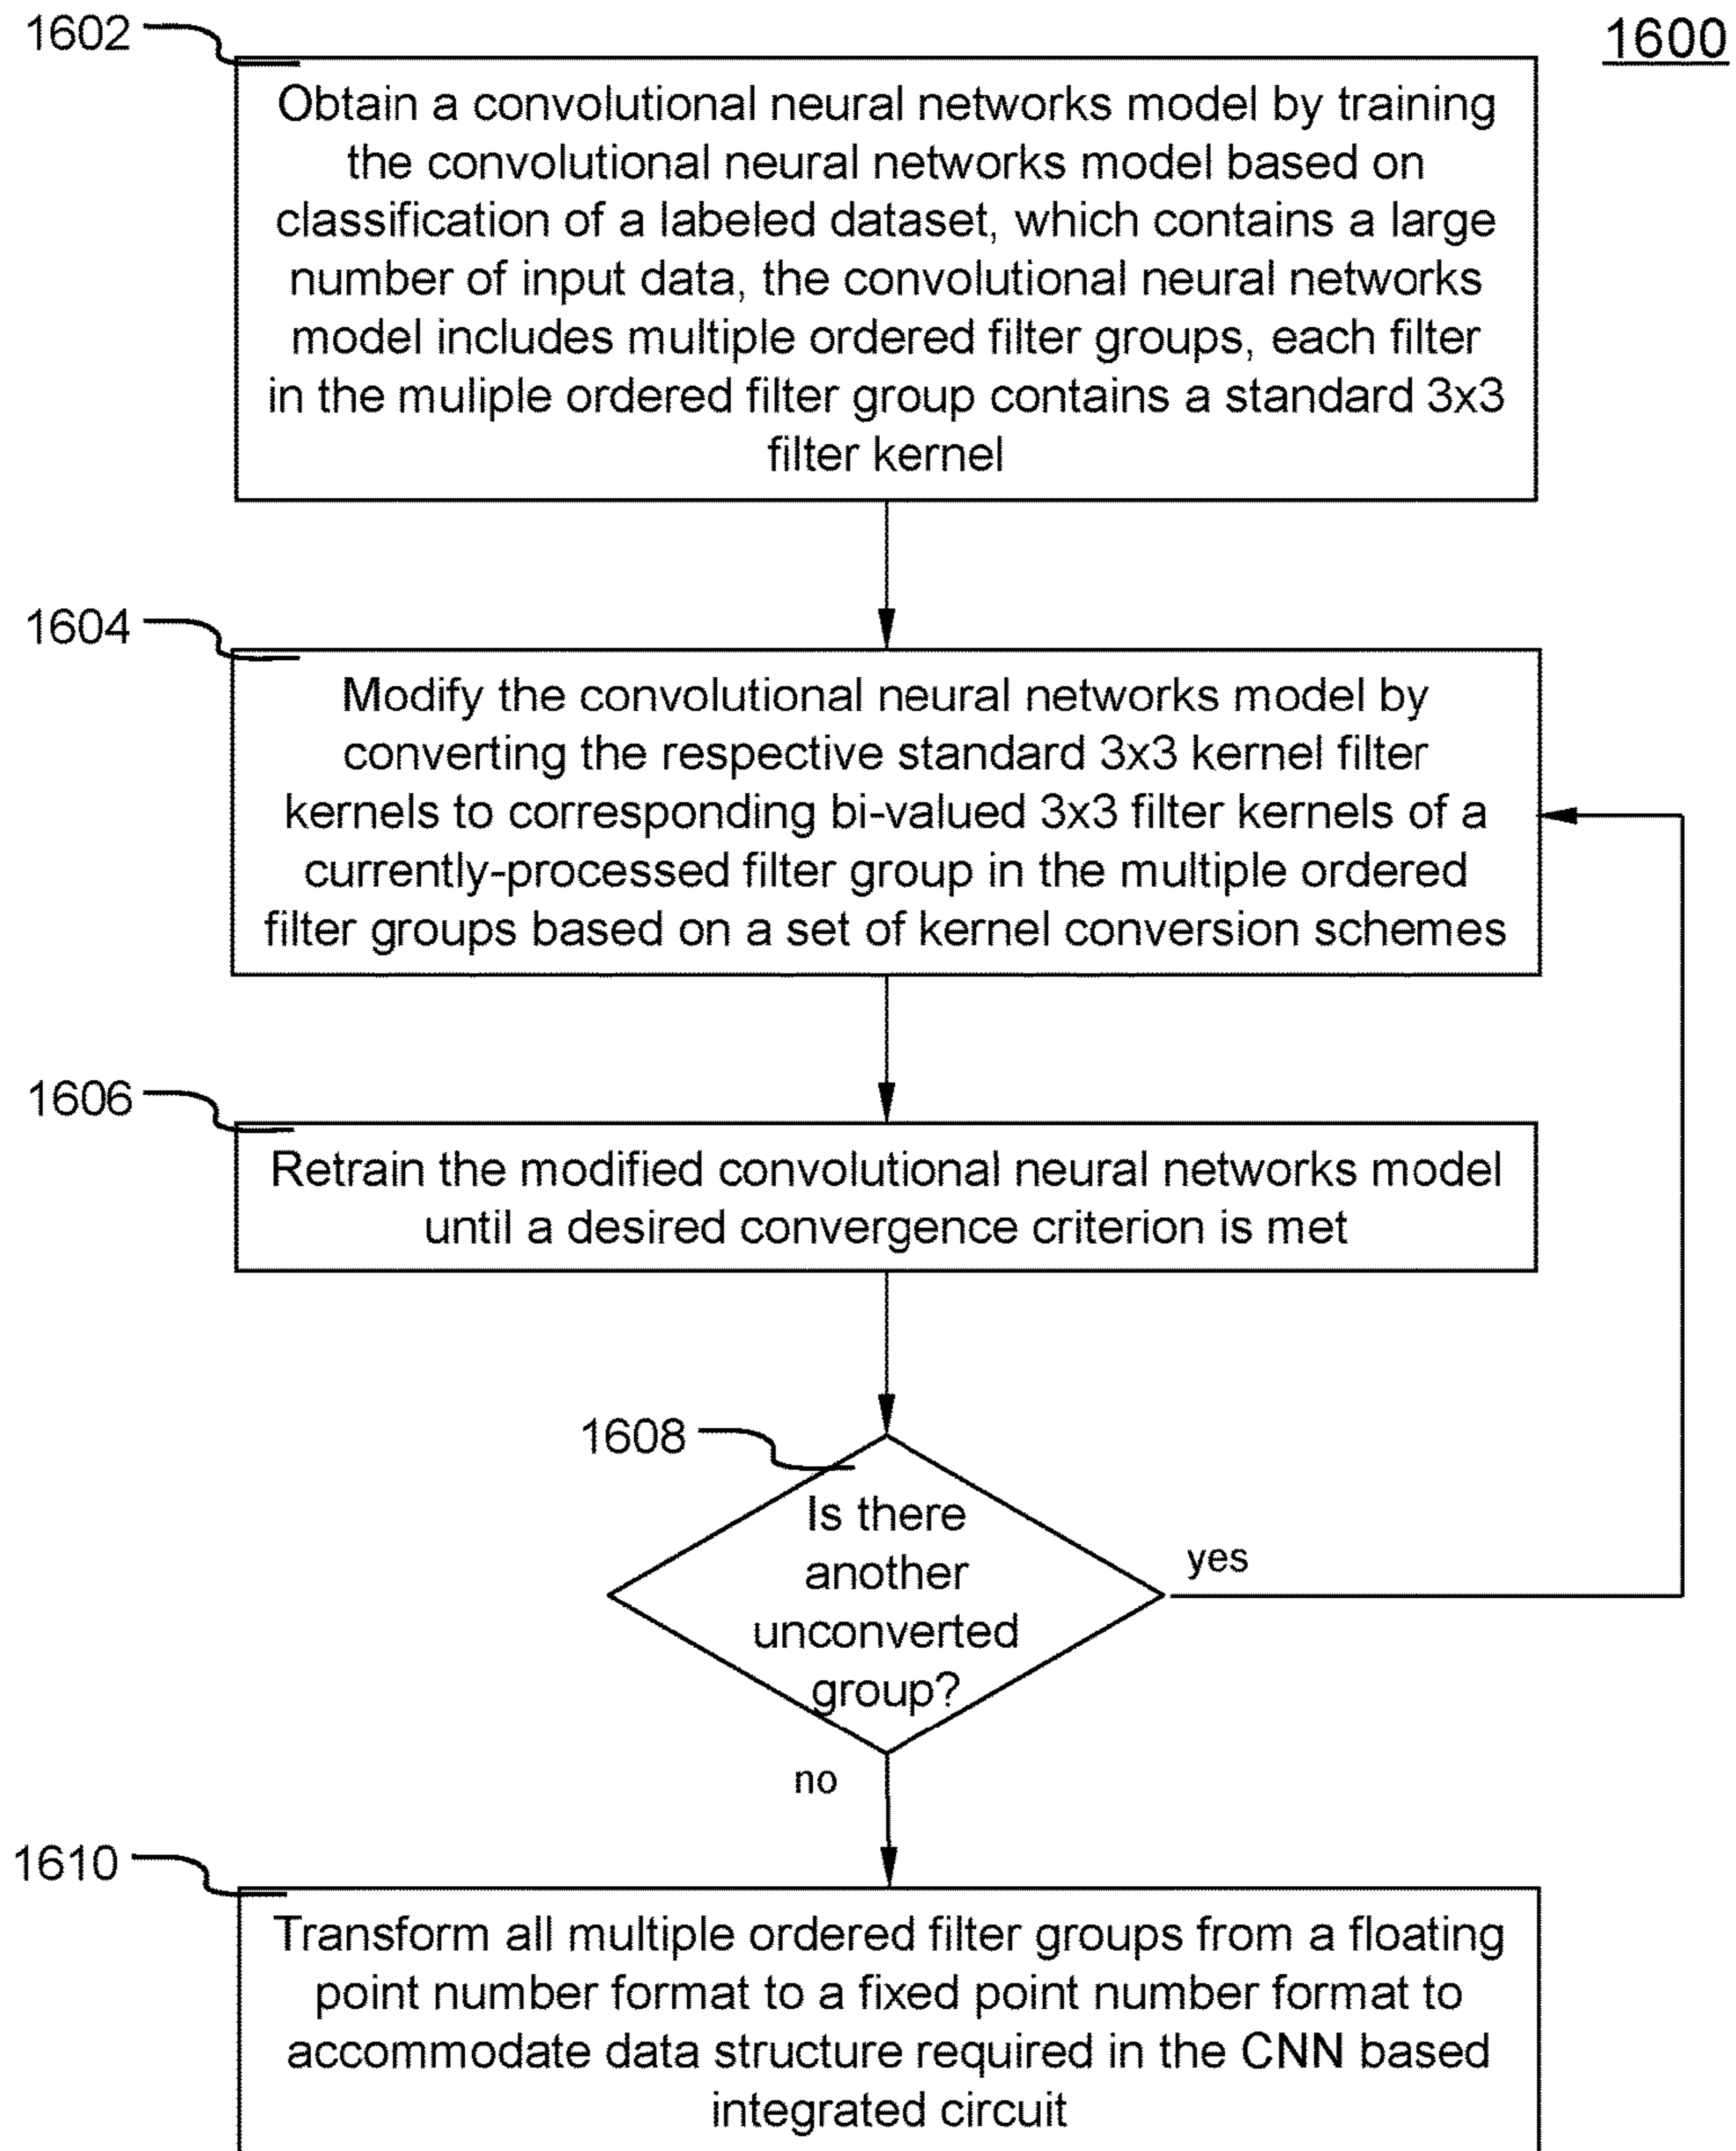 1602
1600
Obtain a convolutional neural networks model by training
the convolutional neural networks model based on
classification of a labeled dataset, which contains a large
number of input data, the convolutional neural networks
model includes multiple ordered filter groups, each filter
in the muliple ordered filter group contains a standard 3x3
filter kernel
1604
Modify the convolutional neural networks model by
converting the respective standard 3x3 kernel filter
kernels to corresponding bi-valued 3x3 filter kernels of a
currently-processed filter group in the multiple ordered
filter groups based on a set of kernel conversion schemes
1606
Retrain the modified convolutional neural networks model
until a desired convergence criterion is met
1608
Is there
another
unconverted
group?
yes
no
1610
Transform all multiple ordered filter groups from a floating
point number format to a fixed point number format to
accommodate data structure required in the CNN based
integrated circuit